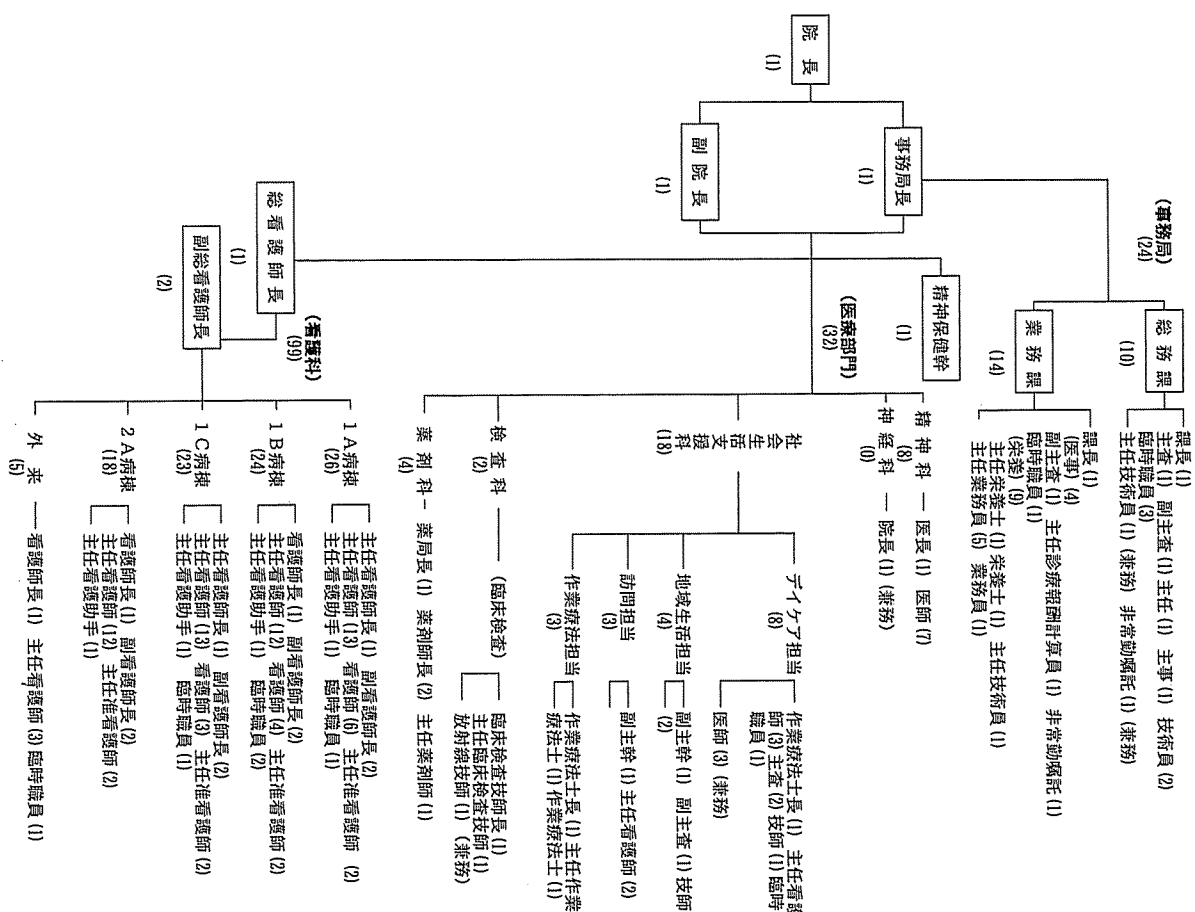 院長
(1)
事務局長
(1)
副院長
(1)
(事務局)
(24)
総務課
(10)
課長 (1)
主査 (1) 副主査 (1) 主任 (1) 主事 (1) 技術員 (2)
臨時職員 (3)
主任技術員 (1) (兼務) 非常勤嘱託 (1) (兼務)
業務課
(14)
課長 (1)
(医事) (4)
副主査 (1) 主任診療報酬計算員 (1) 非常勤嘱託 (1)
臨時職員 (1)
(栄養) (9)
主任栄養士 (1) 栄養士 (1) 主任技術員 (1)
主任業務員 (5) 業務員 (1)
精神保健幹
(1)
(医療部門)
(32)
精神科 ― 医長 (1) 医師 (7)
(8)
神経科 ― 院長 (1) (兼務)
(0)
社会生活支援科
(18)
デイケア担当
(8)
作業療法士長 (1) 主任看護
師 (3) 主査 (2) 技師 (1) 臨時
職員 (1)
医師 (3) (兼務)
地域生活担当
(4)
副主幹 (1) 副主査 (1) 技師
(2)
訪問担当
(3)
副主幹 (1) 主任看護師 (2)
作業療法担当
(3)
作業療法士長 (1) 主任作業
療法士 (1) 作業療法士 (1)
検査科 ― (臨床検査)
(2)
臨床検査技師長 (1)
主任臨床検査技師 (1)
放射線技師 (1) (兼務)
薬剤科 ― 薬局長 (1) 薬剤師長 (2) 主任薬剤師 (1)
(4)
総看護師長
(1)
副総看護師長
(2)
(看護科)
(99)
1A病棟
(26)
主任看護師長 (1) 副看護師長 (2)
主任看護師 (13) 看護師 (6) 主任准看護師 (2)
主任看護助手 (1) 臨時職員 (1)
1B病棟
(24)
看護師長 (1) 副看護師長 (2)
主任看護師 (12) 看護師 (4) 主任准看護師 (2)
主任看護助手 (1) 臨時職員 (2)
1C病棟
(23)
主任看護師長 (1) 副看護師長 (2)
主任看護師 (13) 看護師 (3) 主任准看護師 (2)
主任看護助手 (1) 臨時職員 (1)
2A病棟
(18)
看護師長 (1) 副看護師長 (2)
主任看護師 (12) 主任准看護師 (2)
主任看護助手 (1)
外来 ― 看護師長 (1) 主任看護師 (3) 臨時職員 (1)
(5)